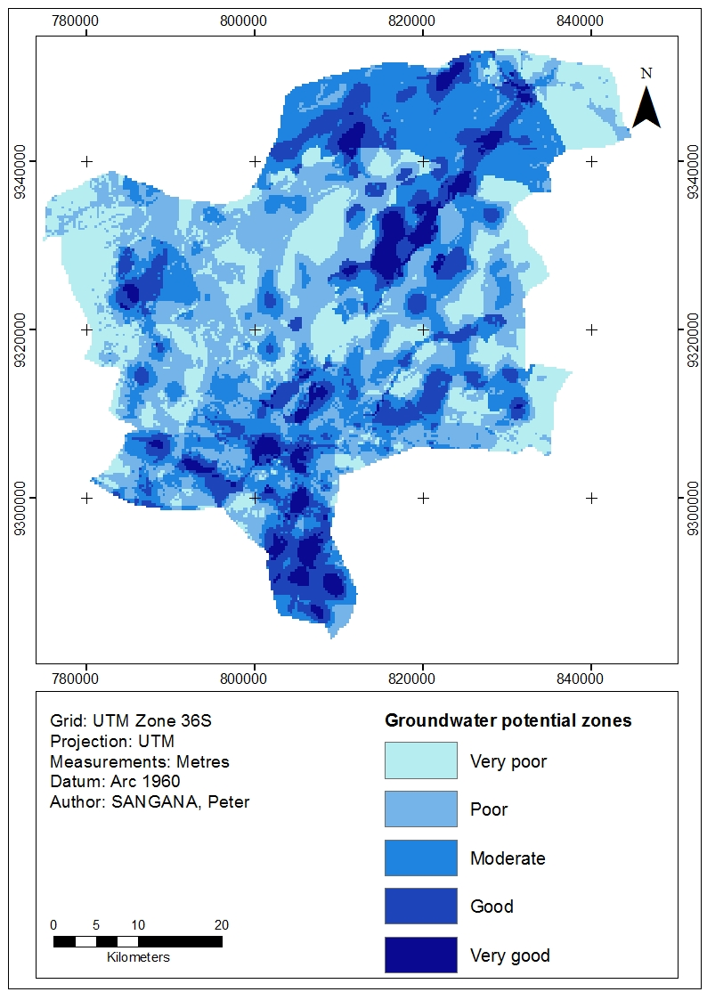 780000 800000 820000 840000
N
9340000 9340000
9320000 9320000
9300000 9300000
780000 800000 820000 840000
Grid: UTM Zone 36S
Projection: UTM
Measurements: Metres
Datum: Arc 1960
Author: SANGANA, Peter
0 5 10 20
Kilometers
Groundwater potential zones
Very poor
Poor
Moderate
Good
Very good